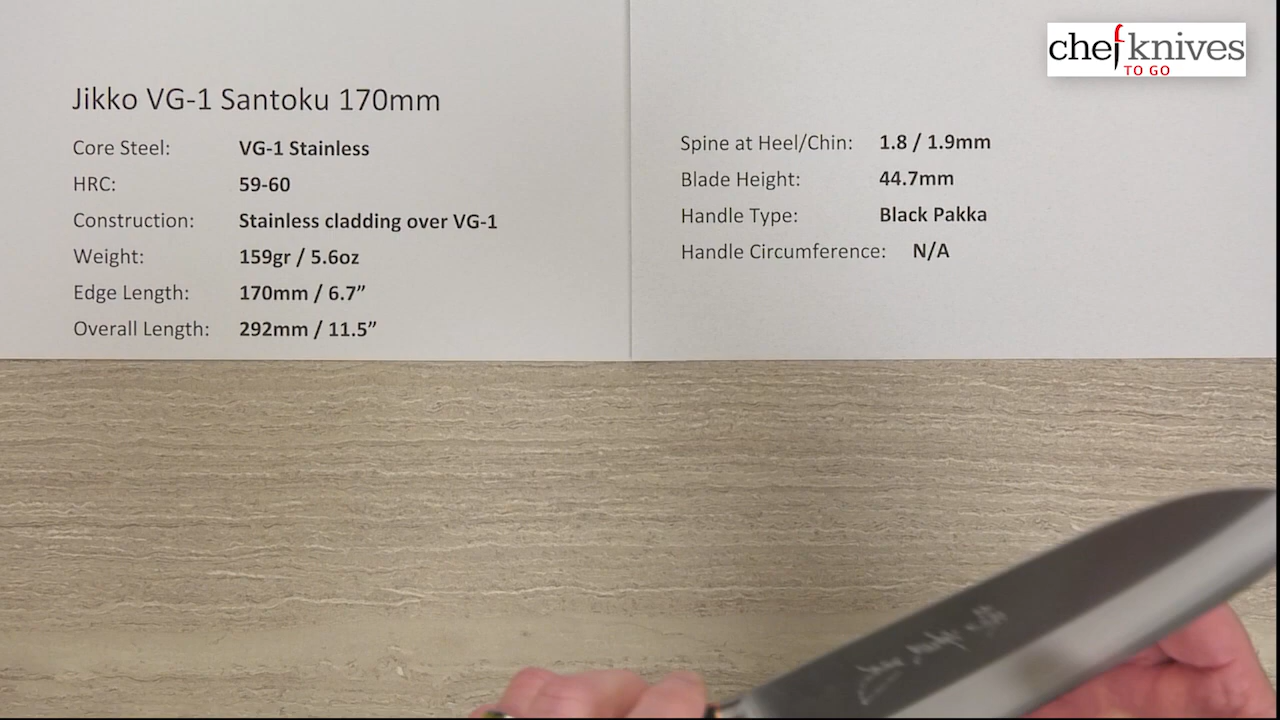 chefknives
TO GO
Jikko VG-1 Santoku 170mm
Core Steel: VG-1 Stainless
HRC: 59-60
Construction: Stainless cladding over VG-1
Weight: 159gr / 5.6oz
Edge Length: 170mm / 6.7”
Overall Length: 292mm / 11.5”
Spine at Heel/Chin: 1.8 / 1.9mm
Blade Height: 44.7mm
Handle Type: Black Pakka
Handle Circumference: N/A